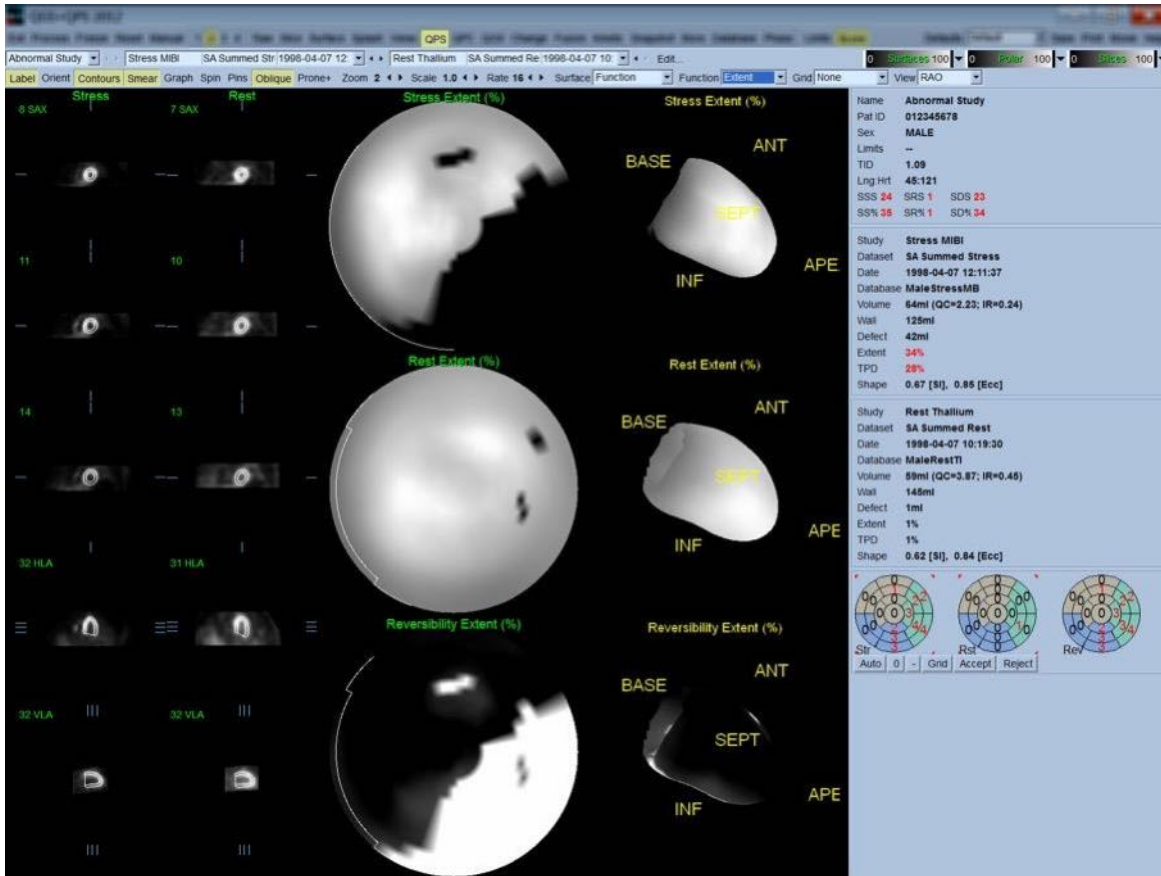 QGS+QPS 2012
QPS
Abnormal Study Stress MIBI SA Summed Str 1998-04-07 12: Rest Thallium SA Summed Re 1998-04-07 10: Edit...
0 Surfaces 100 0 Polar 100 0 Slices 100
Label Orient Contours Smear Graph Spin Pins Oblique Prone+ Zoom 2 Scale 1.0 Rate 16 Surface Function Function Extent Grid None View RAO
Stress Rest
6 SAX 7 SAX
11 10
14 13
32 HLA 31 HLA
32 VLA 32 VLA
Stress Extent (%) Stress Extent (%)
ANT
BASE
SEPT
APE
INF
Rest Extent (%) Rest Extent (%)
ANT
BASE
SEPT
APE
INF
Reversibility Extent (%) Reversibility Extent (%)
ANT
BASE
SEPT
APE
INF
Name Abnormal Study
Pat ID 012345678
Sex MALE
Limits --
TID 1.09
Lng:Hrt 45:121
SSS 24 SRS 1 SDS 23
SS% 35 SR% 1 SD% 34
Study Stress MIBI
Dataset SA Summed Stress
Date 1998-04-07 12:11:37
Database MaleStressMB
Volume 64ml (QC=2.23; IR=0.24)
Wall 125ml
Defect 42ml
Extent 34%
TPD 28%
Shape 0.67 [SI], 0.85 [Ecc]
Study Rest Thallium
Dataset SA Summed Rest
Date 1998-04-07 10:19:30
Database MaleRestTl
Volume 59ml (QC=3.87; IR=0.45)
Wall 145ml
Defect 1ml
Extent 1%
TPD 1%
Shape 0.62 [SI], 0.84 [Ecc]
Str Rst Rev
Auto 0 - Grid Accept Reject